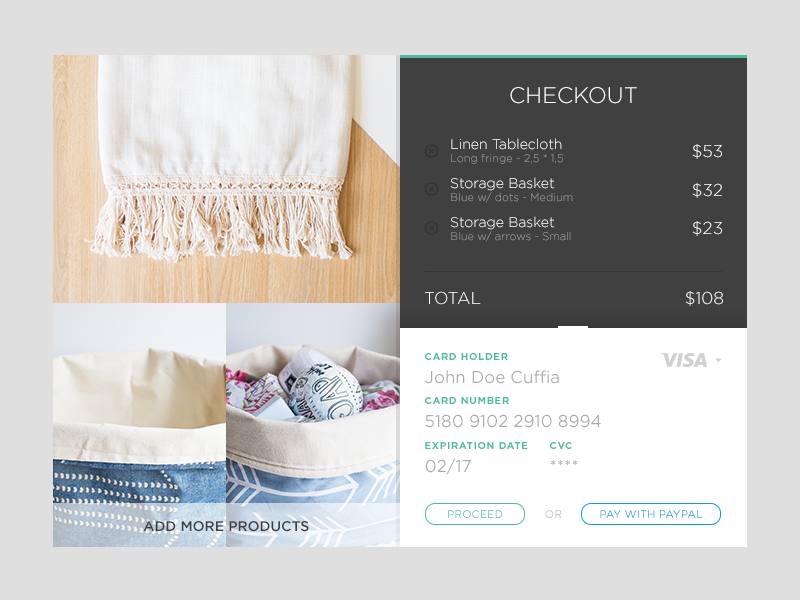 CHECKOUT
Linen Tablecloth
Long fringe - 2,5 * 1,5
$53
Storage Basket
Blue w/ dots - Medium
$32
Storage Basket
Blue w/ arrows - Small
$23
TOTAL $108
CARD HOLDER
VISA
John Doe Cuffia
CARD NUMBER
5180 9102 2910 8994
EXPIRATION DATE CVC
02/17 ****
PROCEED OR PAY WITH PAYPAL
ADD MORE PRODUCTS